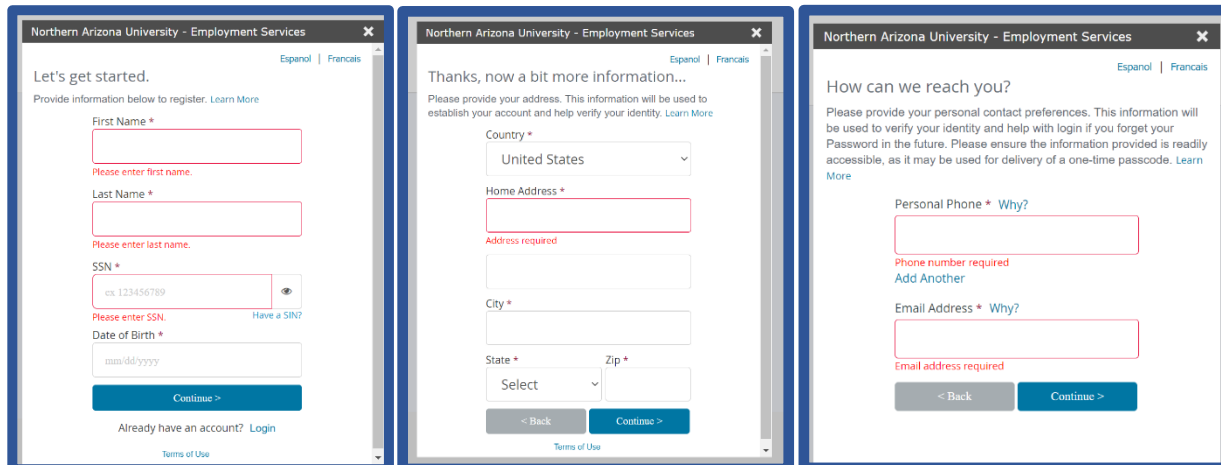 Northern Arizona University - Employment Services ×
Espanol | Francais
Let's get started.
Provide information below to register. Learn More
First Name *
Please enter first name.
Last Name *
Please enter last name.
SSN *
ex 123456789
Please enter SSN.
Have a SIN?
Date of Birth *
mm/dd/yyyy
Continue >
Already have an account? Login
Terms of Use
Northern Arizona University - Employment Services ×
Espanol | Francais
Thanks, now a bit more information...
Please provide your address. This information will be used to
establish your account and help verify your identity. Learn More
Country *
United States
Home Address *
Address required
City *
State * Zip *
Select
< Back Continue >
Terms of Use
Northern Arizona University - Employment Services ×
Espanol | Francais
How can we reach you?
Please provide your personal contact preferences. This information will
be used to verify your identity and help with login if you forget your
Password in the future. Please ensure the information provided is readily
accessible, as it may be used for delivery of a one-time passcode. Learn
More
Personal Phone * Why?
Phone number required
Add Another
Email Address * Why?
Email address required
< Back Continue >